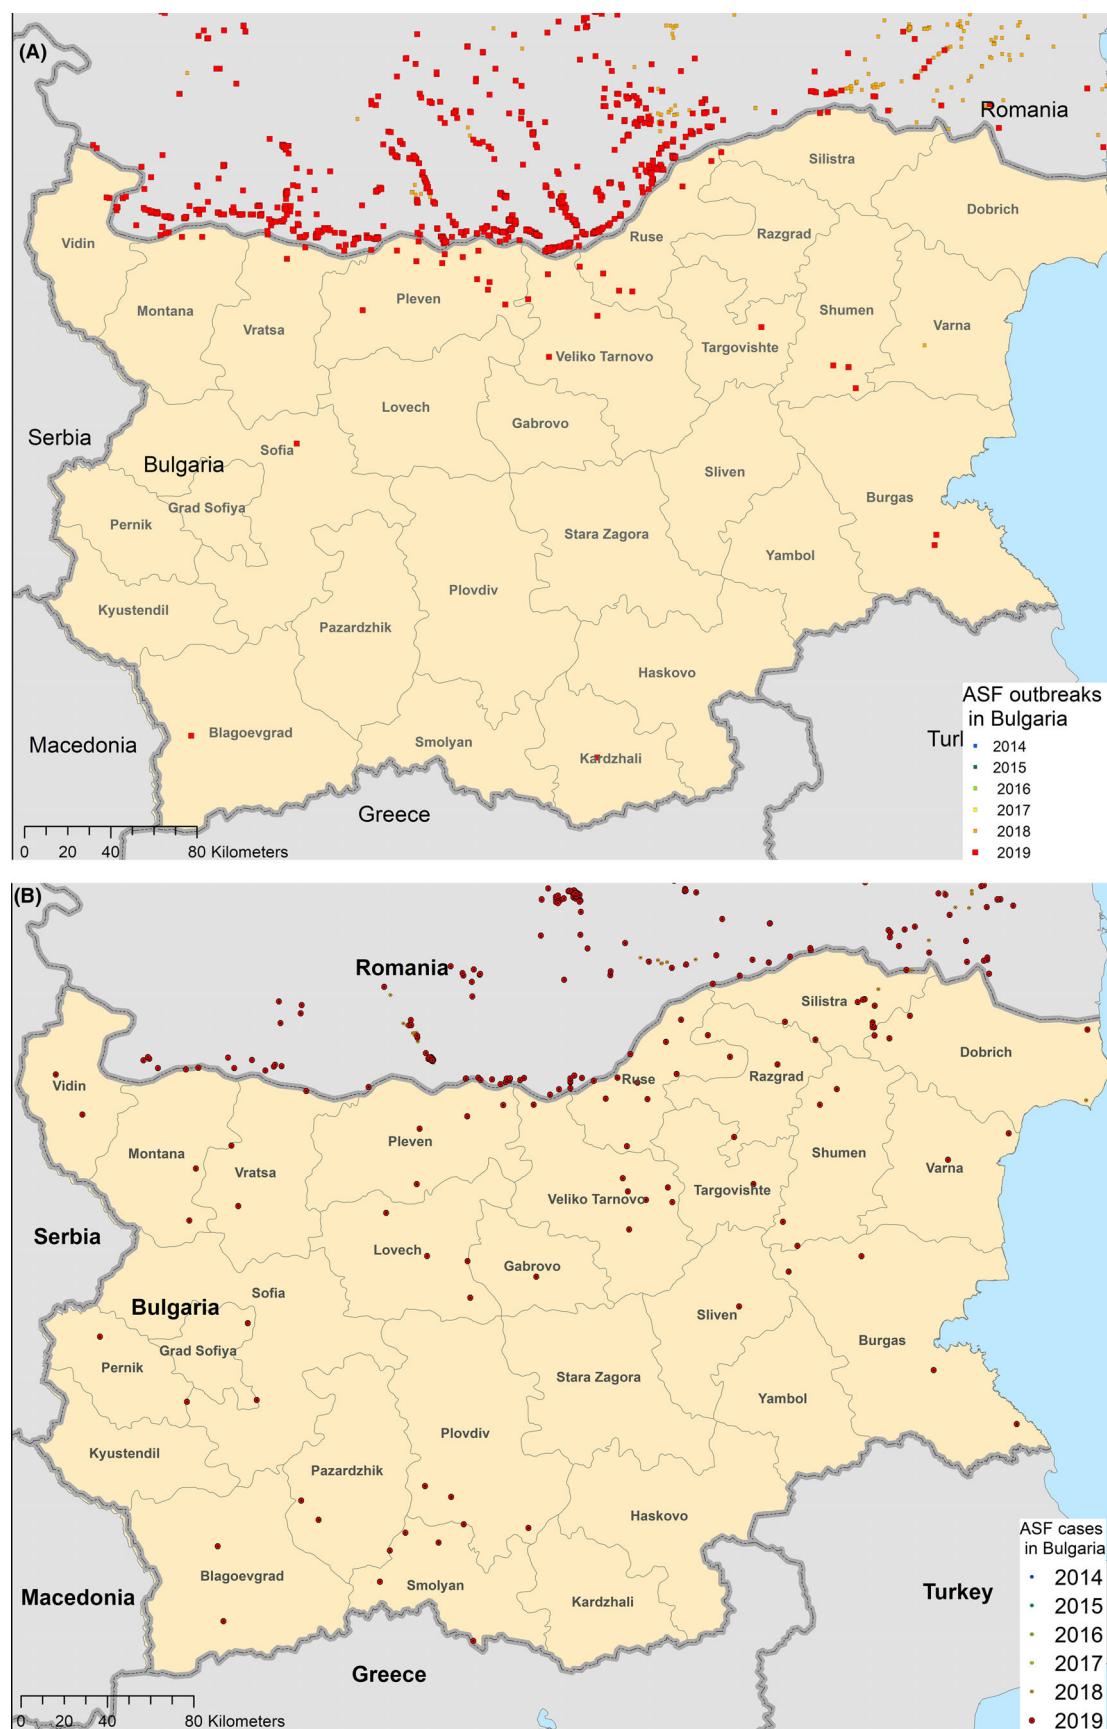 (A)
Romania
Silistra
Dobrich
Vidin
Ruse
Razgrad
Montana
Vratsa
Pleven
Shumen
Varna
Veliko Tarnovo
Targovishte
Lovech
Gabrovo
Serbia
Bulgaria
Sofia
Sliven
Burgas
Grad Sofiya
Pernik
Stara Zagora
Yambol
Plovdiv
Kyustendil
Pazardzhik
Haskovo
Macedonia
Blagoevgrad
Smolyan
Kardzhali
Greece
Turl
ASF outbreaks
in Bulgaria
2014
2015
2016
2017
2018
2019
0 20 40 80 Kilometers
(B)
Romania
Silistra
Dobrich
Vidin
Ruse
Razgrad
Montana
Vratsa
Pleven
Shumen
Varna
Veliko Tarnovo
Targovishte
Serbia
Lovech
Gabrovo
Sofia
Bulgaria
Sliven
Burgas
Grad Sofiya
Pernik
Stara Zagora
Yambol
Plovdiv
Kyustendil
Pazardzhik
Haskovo
Macedonia
Blagoevgrad
Smolyan
Kardzhali
Turkey
Greece
ASF cases
in Bulgaria
2014
2015
2016
2017
2018
2019
0 20 40 80 Kilometers